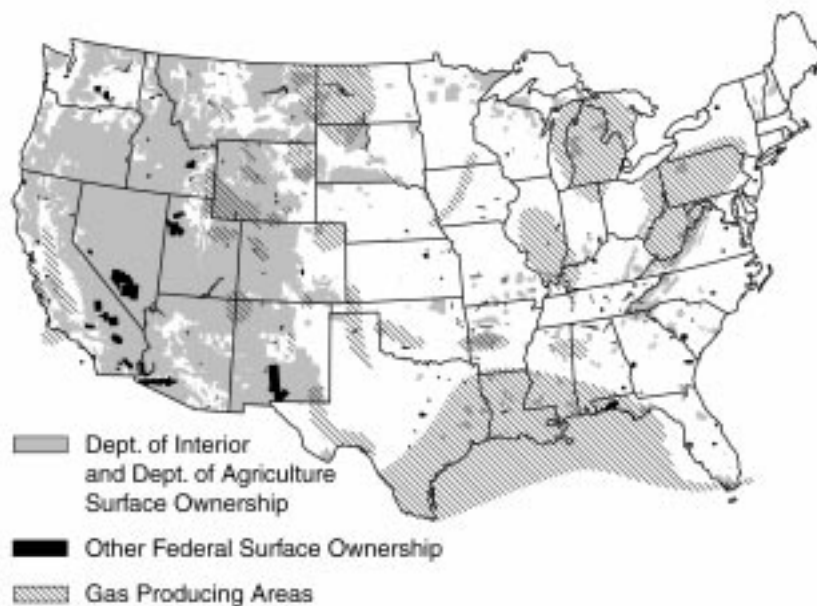 Dept. of Interior
and Dept. of Agriculture
Surface Ownership
Other Federal Surface Ownership
Gas Producing Areas